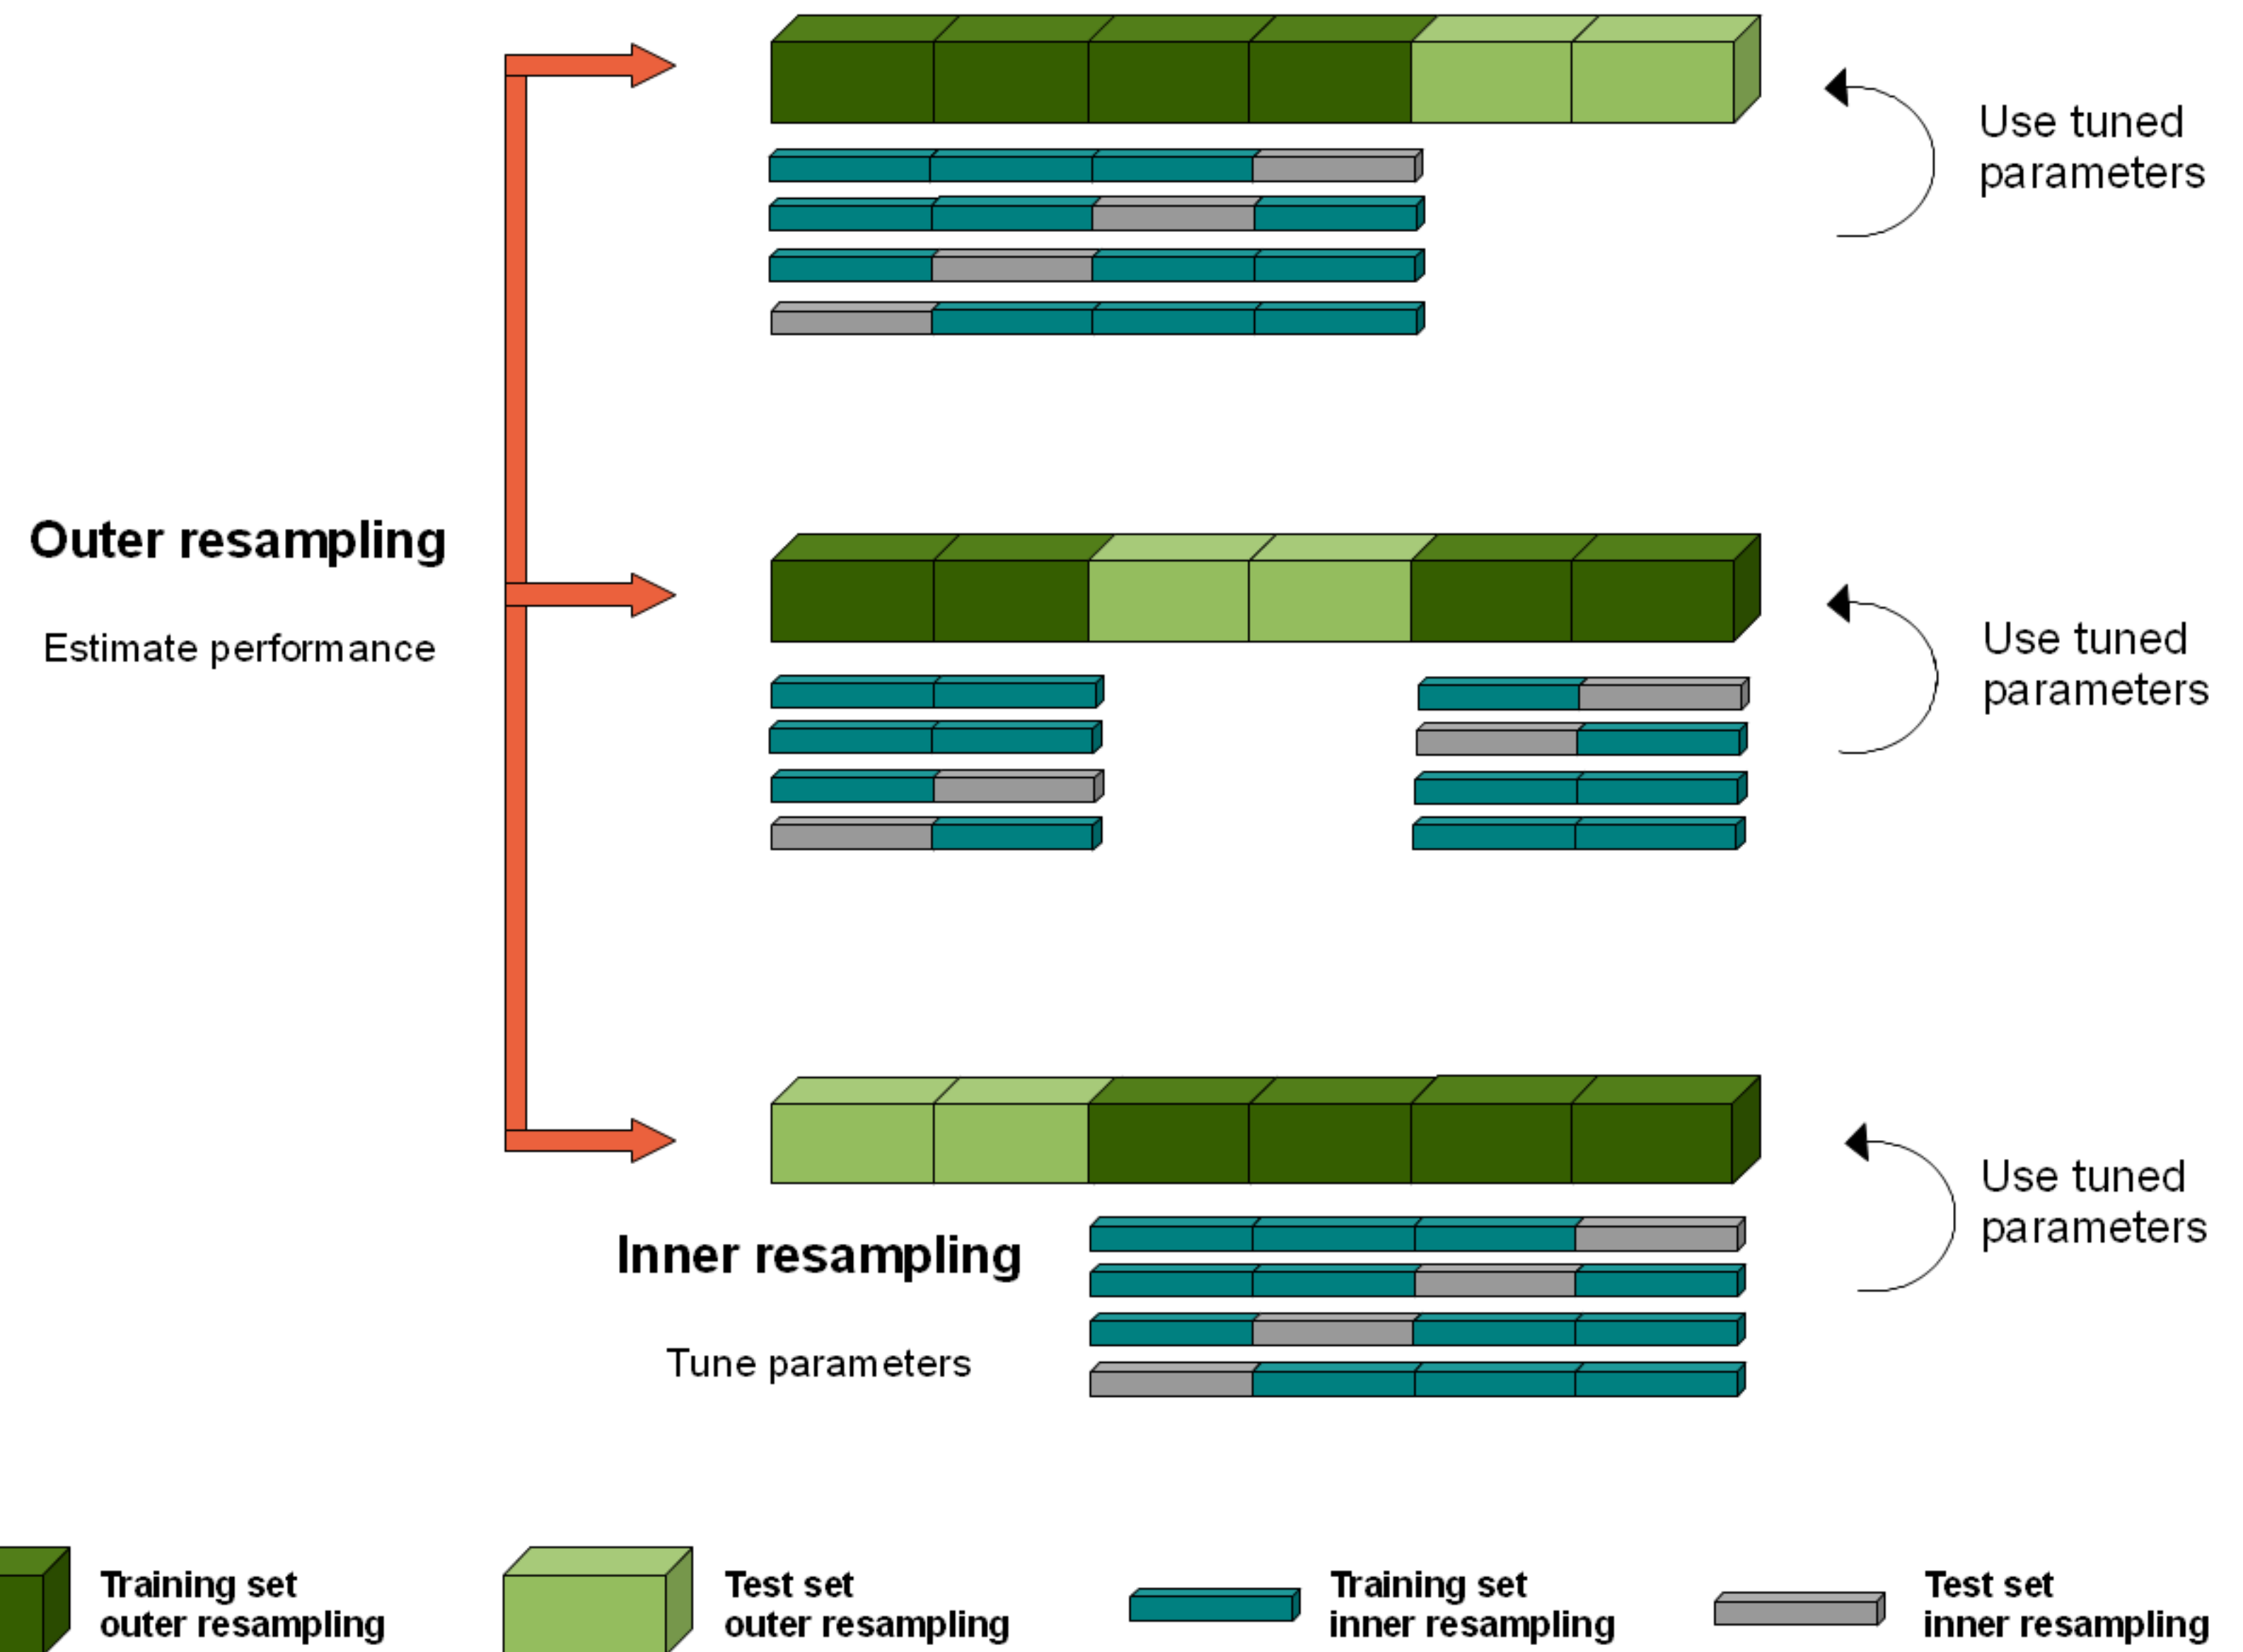 Use tuned
parameters
Outer resampling
Estimate performance
Use tuned
parameters
Use tuned
parameters
Inner resampling
Tune parameters
Training set
outer resampling
Test set
outer resampling
Training set
inner resampling
Test set
inner resampling